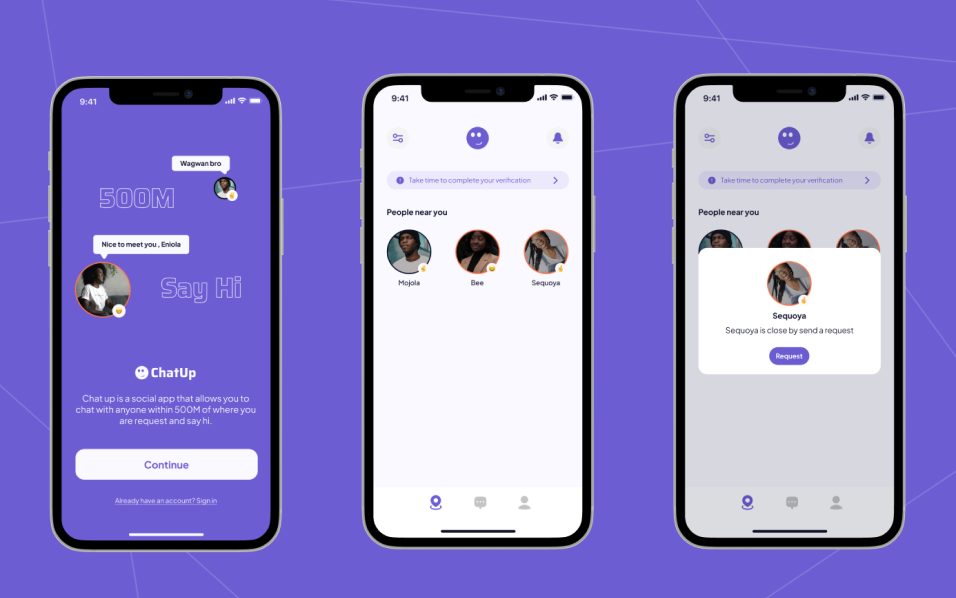 9:41
Wagwan bro
500M
Nice to meet you , Eniola
Say Hi
ChatUp
Chat up is a social app that allows you to
chat with anyone within 500M of where you
are request and say hi.
Continue
Already have an account? Sign in
9:41
Take time to complete your verification
People near you
Mojola
Bee
Sequoya
9:41
Take time to complete your verification
People near you
Sequoya
Sequoya is close by send a request
Request